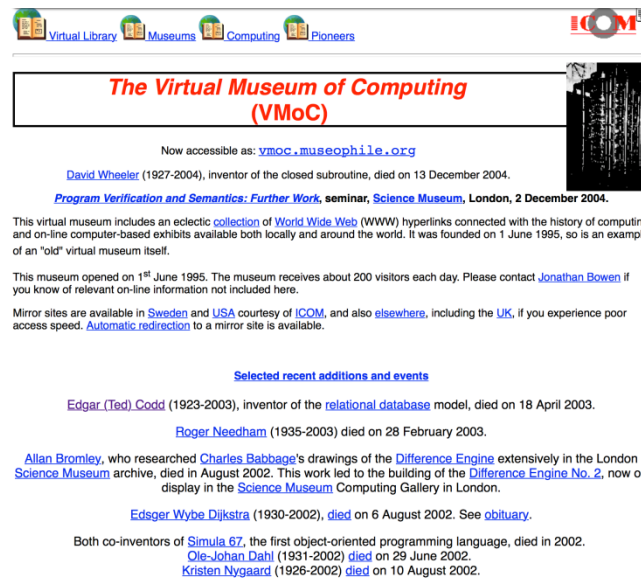 Virtual Library Museums Computing Pioneers
ICOM
The Virtual Museum of Computing
(VMoC)
Now accessible as: vmoc.museophile.org
David Wheeler (1927-2004), inventor of the closed subroutine, died on 13 December 2004.
Program Verification and Semantics: Further Work, seminar, Science Museum, London, 2 December 2004.
This virtual museum includes an eclectic collection of World Wide Web (WWW) hyperlinks connected with the history of computin
and on-line computer-based exhibits available both locally and around the world. It was founded on 1 June 1995, so is an exampl
of an "old" virtual museum itself.
This museum opened on 1st June 1995. The museum receives about 200 visitors each day. Please contact Jonathan Bowen if
you know of relevant on-line information not included here.
Mirror sites are available in Sweden and USA courtesy of ICOM, and also elsewhere, including the UK, if you experience poor
access speed. Automatic redirection to a mirror site is available.
Selected recent additions and events
Edgar (Ted) Codd (1923-2003), inventor of the relational database model, died on 18 April 2003.
Roger Needham (1935-2003) died on 28 February 2003.
Allan Bromley, who researched Charles Babbage's drawings of the Difference Engine extensively in the London
Science Museum archive, died in August 2002. This work led to the building of the Difference Engine No. 2, now o
display in the Science Museum Computing Gallery in London.
Edsger Wybe Dijkstra (1930-2002), died on 6 August 2002. See obituary.
Both co-inventors of Simula 67, the first object-oriented programming language, died in 2002.
Ole-Johan Dahl (1931-2002) died on 29 June 2002.
Kristen Nygaard (1926-2002) died on 10 August 2002.